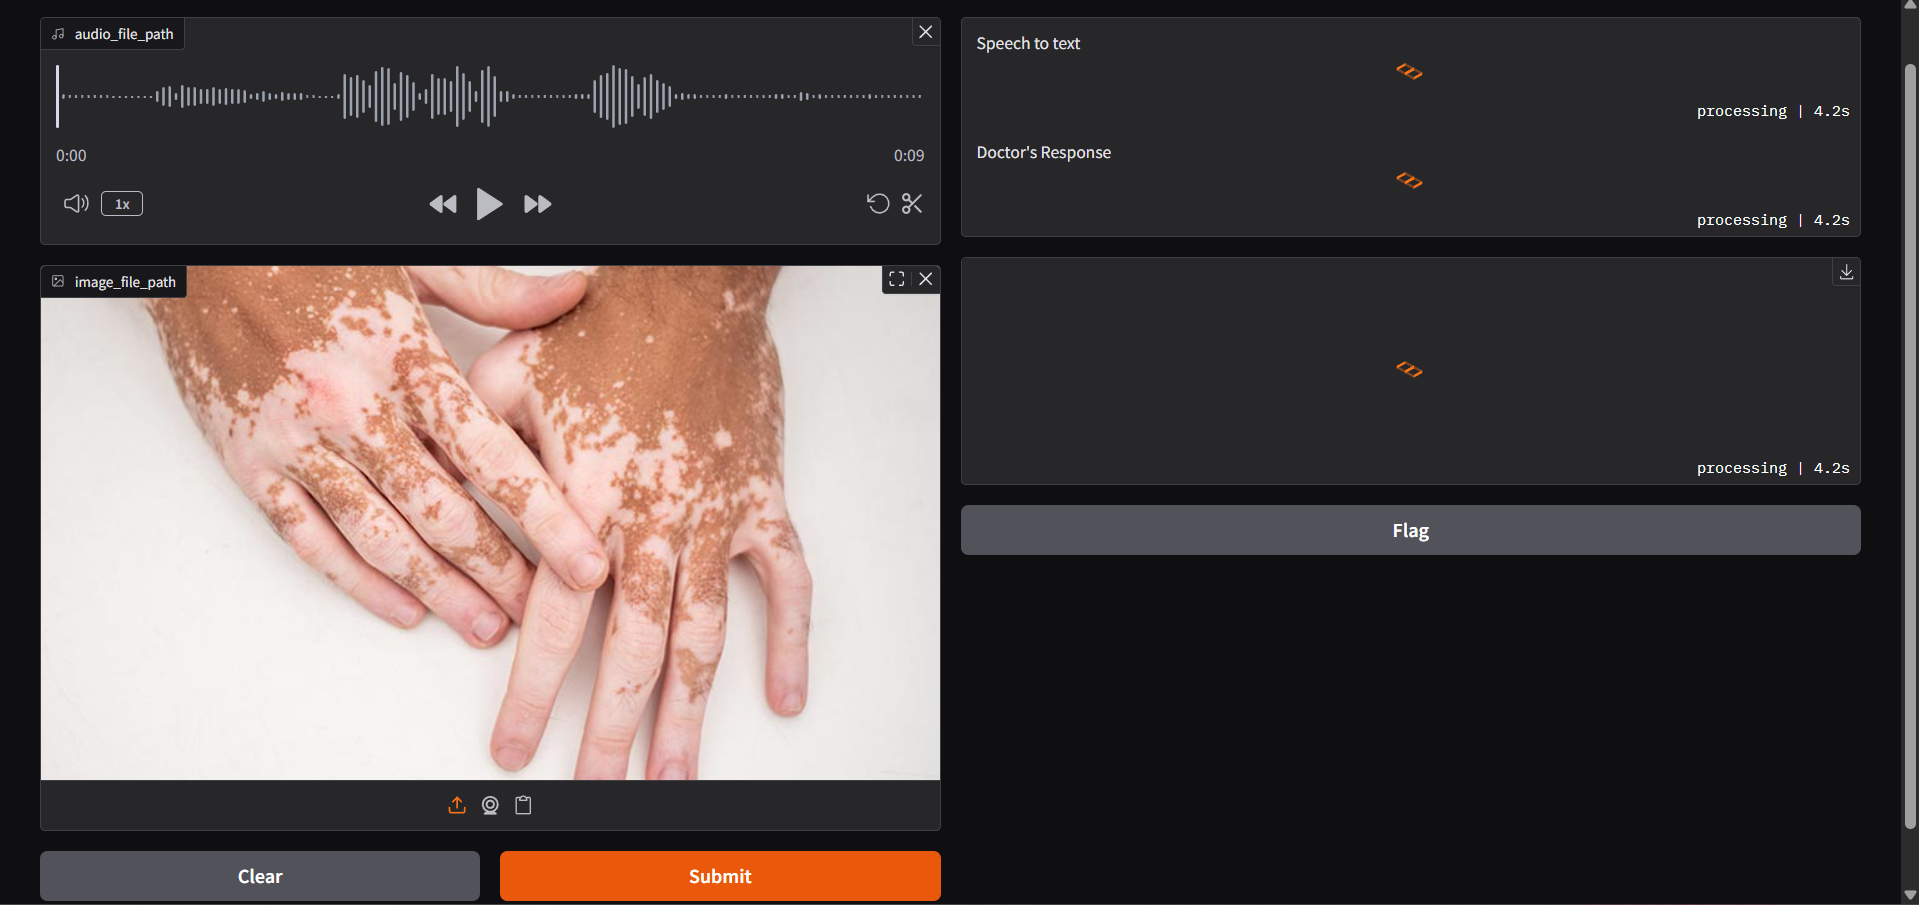 audio_file_path
0:00
0:09
1x
image_file_path
Clear
Submit
Speech to text
processing | 4.2s
Doctor's Response
processing | 4.2s
processing | 4.2s
Flag